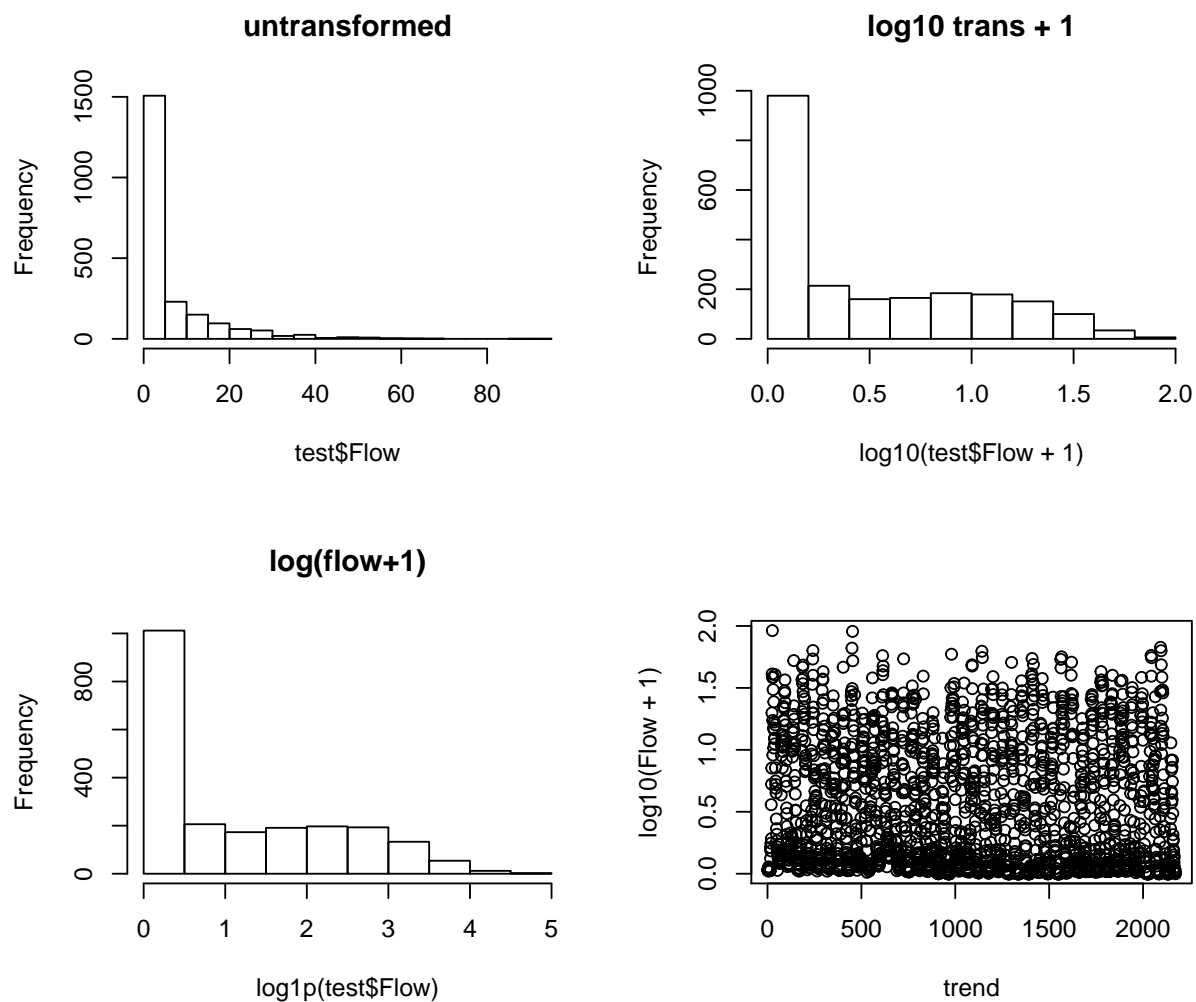 untransformed
Frequency
0 500 1000 1500
0 20 40 60 80
test$Flow
log10 trans + 1
Frequency
0 200 600 1000
0.0 0.5 1.0 1.5 2.0
log10(test$Flow + 1)
log(flow+1)
Frequency
0 400 800
0 1 2 3 4 5
log1p(test$Flow)
log10(Flow + 1)
0.0 0.5 1.0 1.5 2.0
0 500 1000 1500 2000
trend